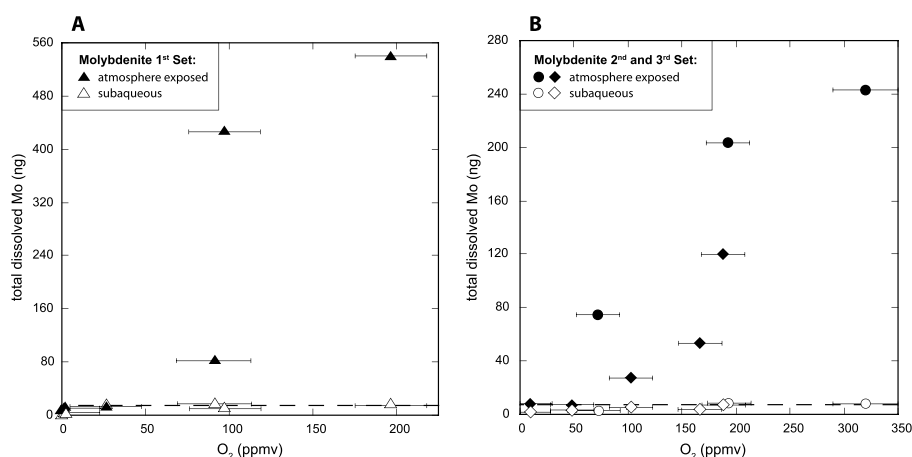 A
Molybdenite 1st Set:
atmosphere exposed
subaqueous
total dissolved Mo (ng)
560
480
400
320
240
160
80
0
0 50 100 150 200
O2 (ppmv)
B
Molybdenite 2nd and 3rd Set:
atmosphere exposed
subaqueous
total dissolved Mo (ng)
280
240
200
160
120
80
40
0
0 50 100 150 200 250 300 350
O2 (ppmv)